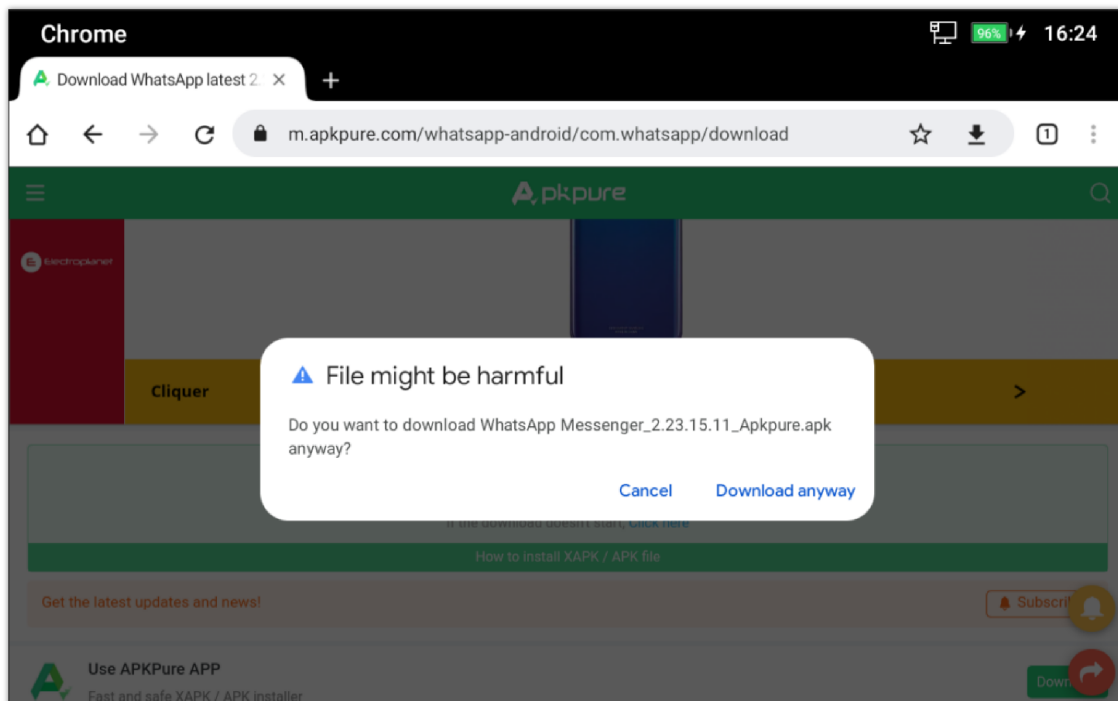 Chrome
96%
16:24
Download WhatsApp latest 2.
m.apkpure.com/whatsapp-android/com.whatsapp/download
1
Apkpure
Electroplanet
Cliquer
File might be harmful
Do you want to download WhatsApp Messenger_2.23.15.11_Apkpure.apk
anyway?
Cancel Download anyway
If the download doesn't start, Click here
How to install XAPK / APK file
Get the latest updates and news!
Subscri
Use APKPure APP
Down
Fast and safe XAPK / APK installer